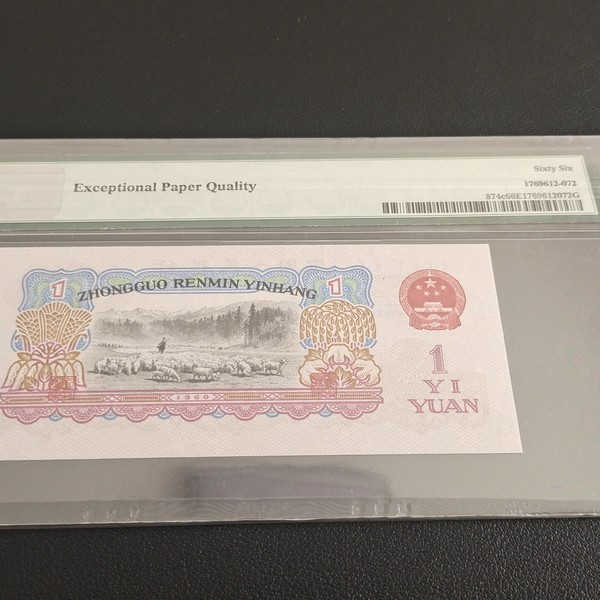 Exceptional Paper Quality
Sixty Six
1769612-072
874c66E1769612072G
1
1
ZHONGGUO RENMIN YINHANG
1
YI
YUAN
1960